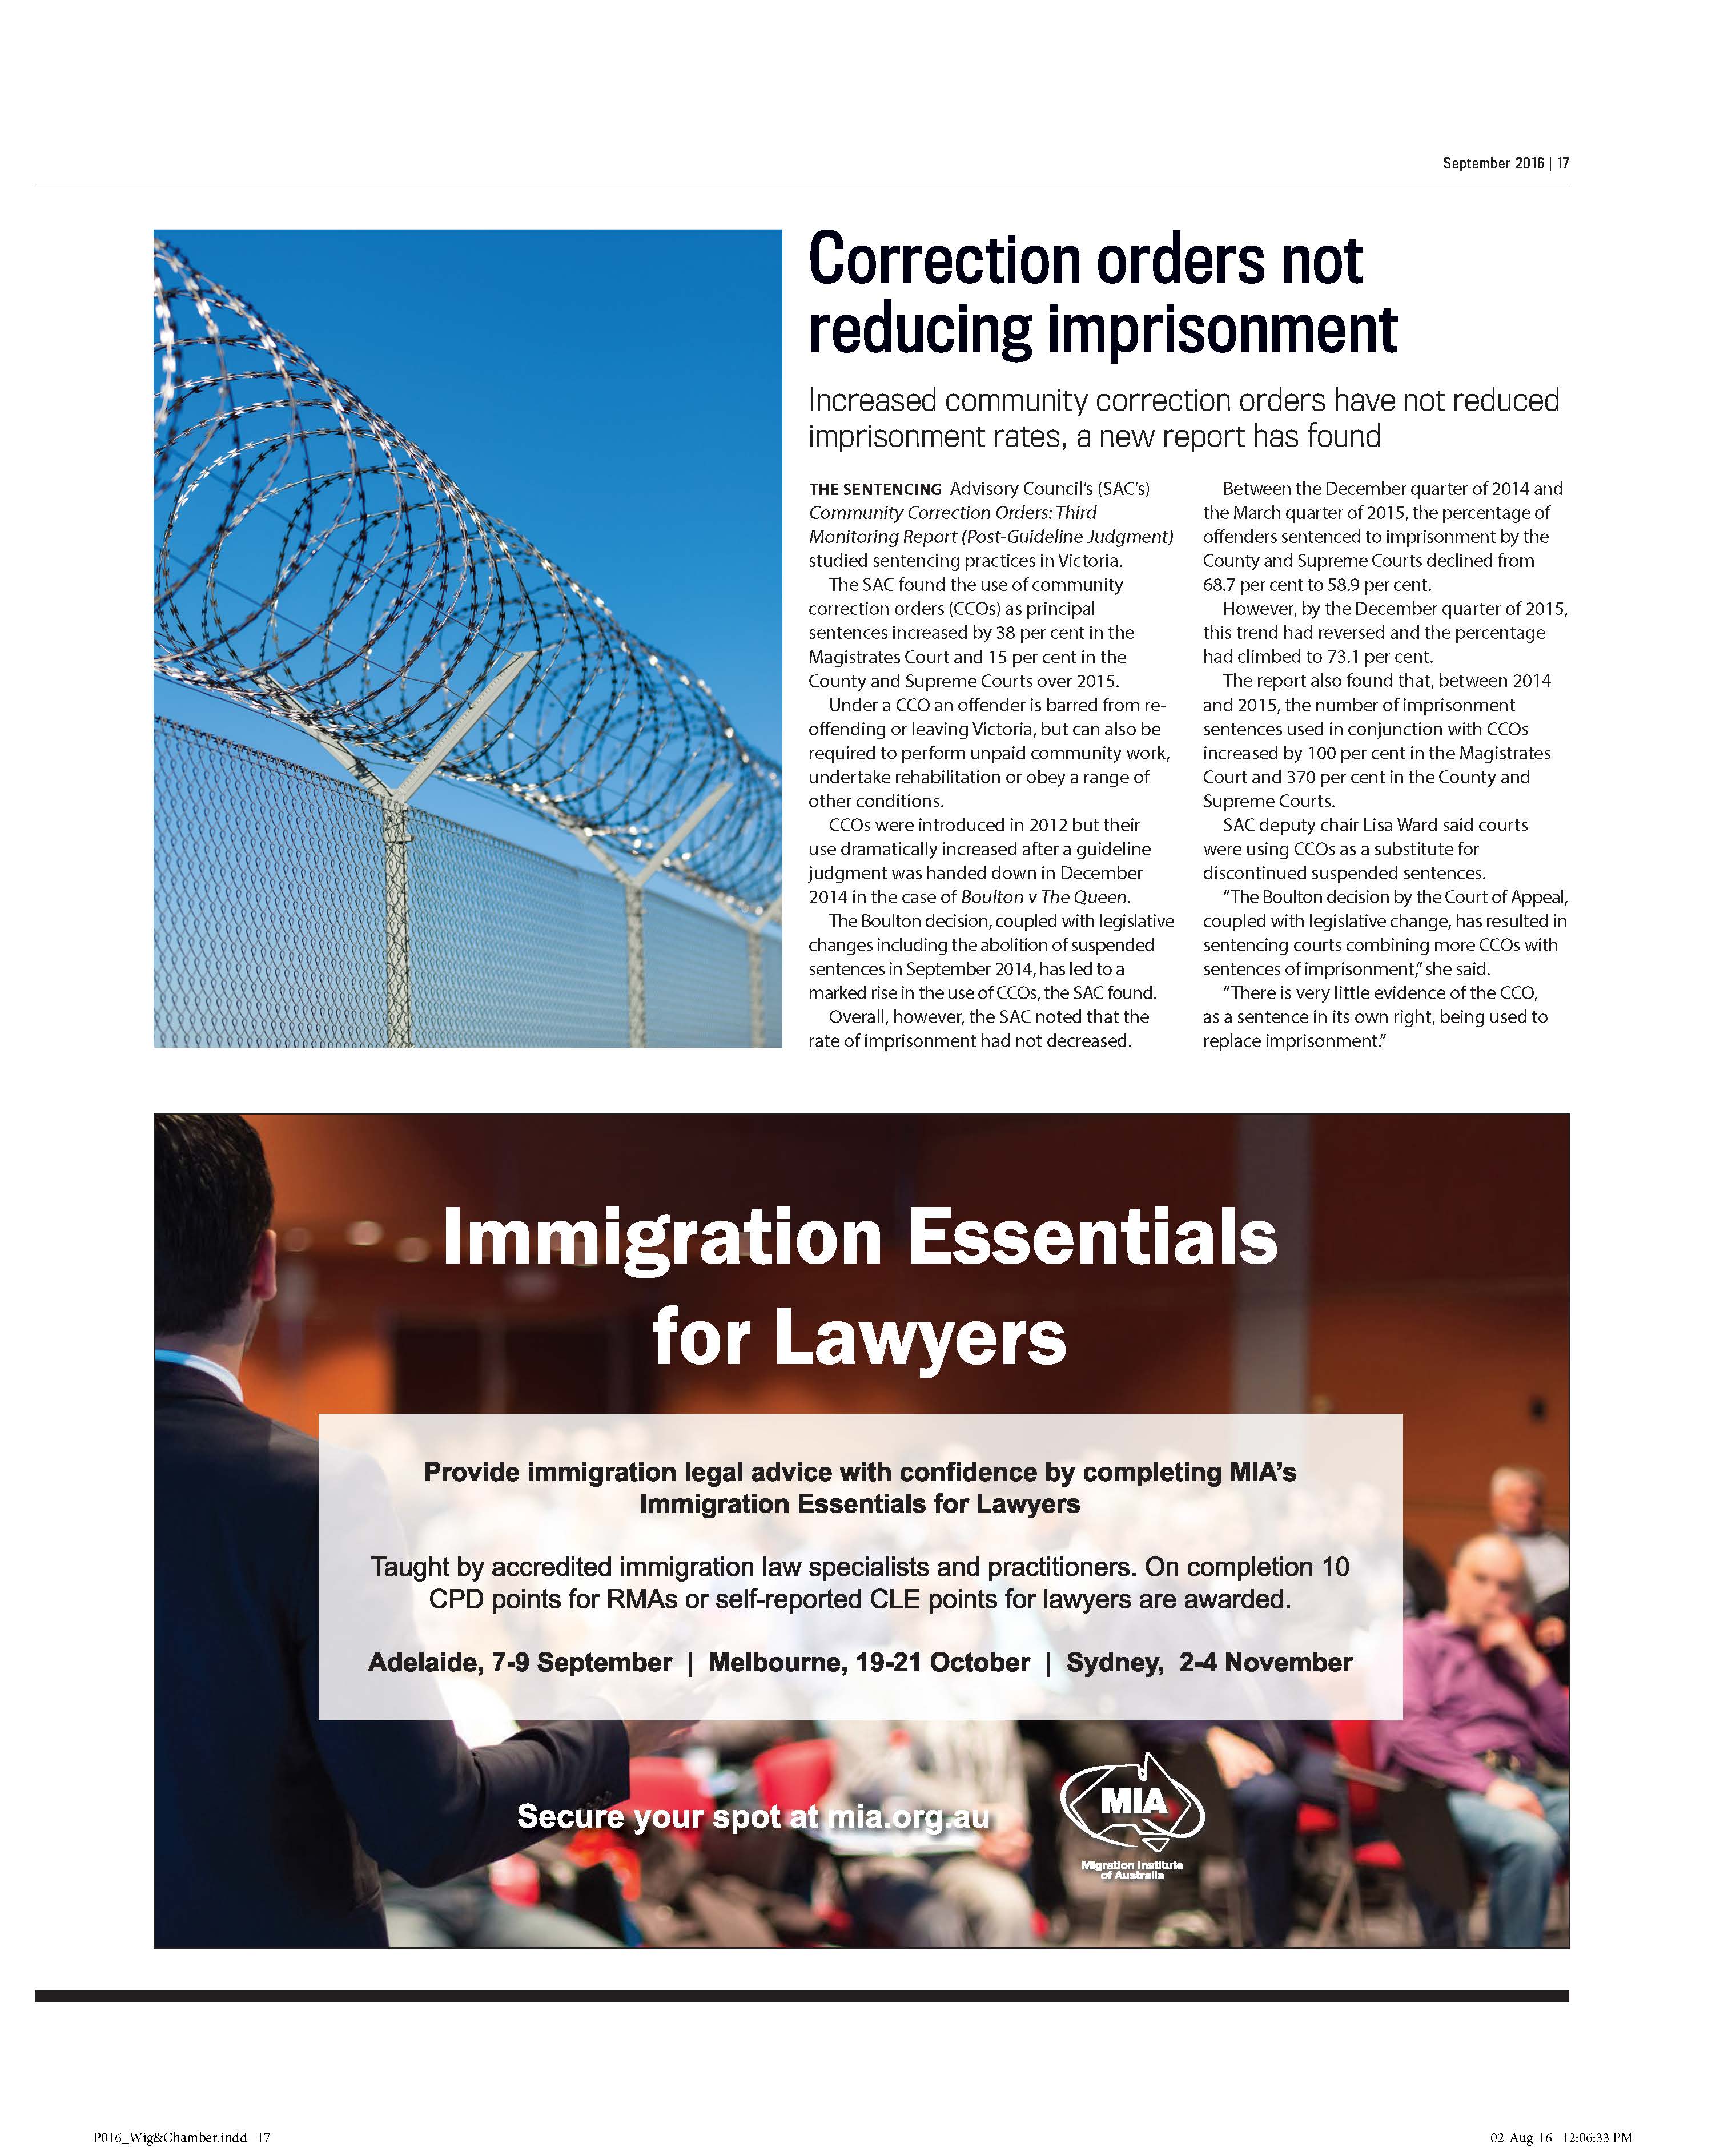 September 2016 | 17
Correction orders not
reducing imprisonment
Increased community correction orders have not reduced
imprisonment rates, a new report has found
THE SENTENCING Advisory Council’s (SAC’s)
Community Correction Orders: Third
Monitoring Report (Post-Guideline Judgment)
studied sentencing practices in Victoria.
The SAC found the use of community
correction orders (CCOs) as principal
sentences increased by 38 per cent in the
Magistrates Court and 15 per cent in the
County and Supreme Courts over 2015.
Under a CCO an offender is barred from re-
offending or leaving Victoria, but can also be
required to perform unpaid community work,
undertake rehabilitation or obey a range of
other conditions.
CCOs were introduced in 2012 but their
use dramatically increased after a guideline
judgment was handed down in December
2014 in the case of Boulton v The Queen.
The Boulton decision, coupled with legislative
changes including the abolition of suspended
sentences in September 2014, has led to a
marked rise in the use of CCOs, the SAC found.
Overall, however, the SAC noted that the
rate of imprisonment had not decreased.
Between the December quarter of 2014 and
the March quarter of 2015, the percentage of
offenders sentenced to imprisonment by the
County and Supreme Courts declined from
68.7 per cent to 58.9 per cent.
However, by the December quarter of 2015,
this trend had reversed and the percentage
had climbed to 73.1 per cent.
The report also found that, between 2014
and 2015, the number of imprisonment
sentences used in conjunction with CCOs
increased by 100 per cent in the Magistrates
Court and 370 per cent in the County and
Supreme Courts.
SAC deputy chair Lisa Ward said courts
were using CCOs as a substitute for
discontinued suspended sentences.
“The Boulton decision by the Court of Appeal,
coupled with legislative change, has resulted in
sentencing courts combining more CCOs with
sentences of imprisonment,” she said.
“There is very little evidence of the CCO,
as a sentence in its own right, being used to
replace imprisonment.”
Immigration Essentials
for Lawyers
Provide immigration legal advice with confidence by completing MIA’s
Immigration Essentials for Lawyers
Taught by accredited immigration law specialists and practitioners. On completion 10
CPD points for RMAs or self-reported CLE points for lawyers are awarded.
Adelaide, 7-9 September | Melbourne, 19-21 October | Sydney, 2-4 November
Secure your spot at mia.org.au
MIA
Migration Institute
of Australia
P016_Wig&Chamber.indd 17
02-Aug-16 12:06:33 PM